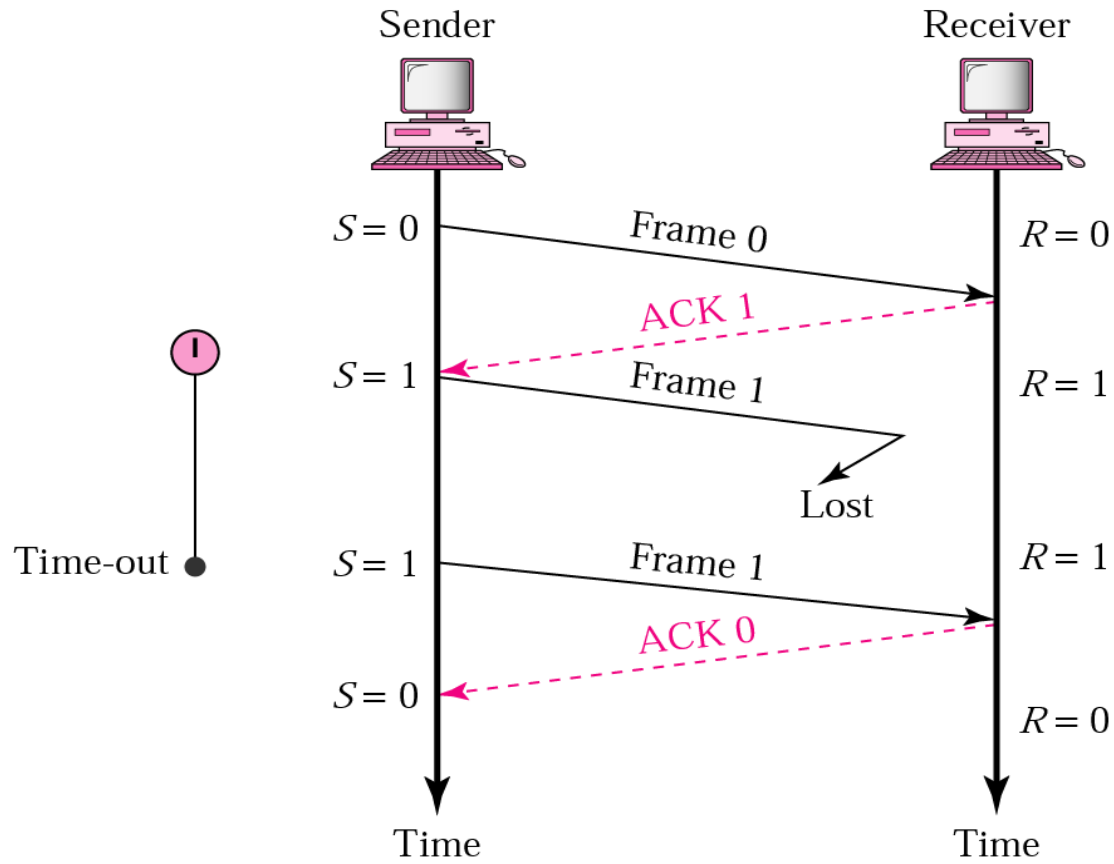 Sender
Receiver
S = 0
Frame 0
R = 0
ACK 1
S = 1
Frame 1
R = 1
Lost
Time-out
S = 1
Frame 1
R = 1
ACK 0
S = 0
R = 0
Time
Time